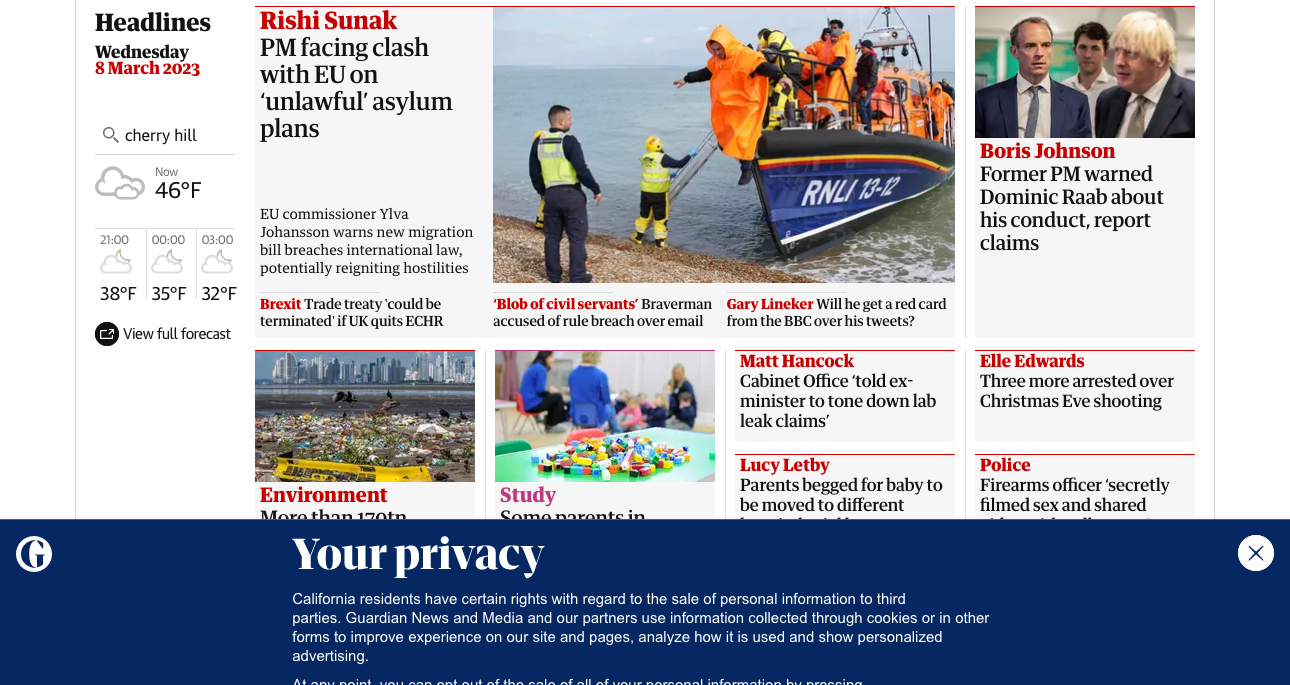 Headlines
Wednesday
8 March 2023
cherry hill
Now
46°F
21:00
00:00
03:00
38°F
35°F
32°F
View full forecast
Rishi Sunak
PM facing clash
with EU on
‘unlawful’ asylum
plans
EU commissioner Ylva
Johansson warns new migration
bill breaches international law,
potentially reigniting hostilities
RNLI 13-12
Brexit Trade treaty 'could be
terminated' if UK quits ECHR
‘Blob of civil servants’ Braverman
accused of rule breach over email
Gary Lineker Will he get a red card
from the BBC over his tweets?
Boris Johnson
Former PM warned
Dominic Raab about
his conduct, report
claims
Environment
More than 170tn
Study
Some parents in
Matt Hancock
Cabinet Office ‘told ex-
minister to tone down lab
leak claims’
Elle Edwards
Three more arrested over
Christmas Eve shooting
Lucy Letby
Parents begged for baby to
be moved to different
Police
Firearms officer ‘secretly
filmed sex and shared
G
Your privacy
California residents have certain rights with regard to the sale of personal information to third
parties. Guardian News and Media and our partners use information collected through cookies or in other
forms to improve experience on our site and pages, analyze how it is used and show personalized
advertising.
At any point, you can opt out of the sale of all of your personal information by pressing